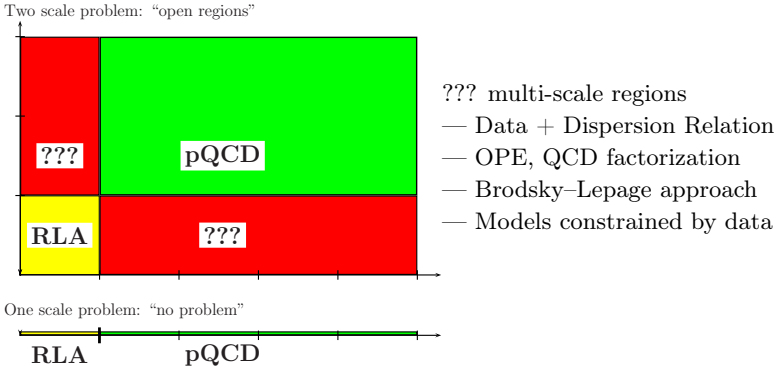 Two scale problem: “open regions”
???
pQCD
RLA
???
??? multi-scale regions
— Data + Dispersion Relation
— OPE, QCD factorization
— Brodsky–Lepage approach
— Models constrained by data
One scale problem: “no problem”
RLA
pQCD